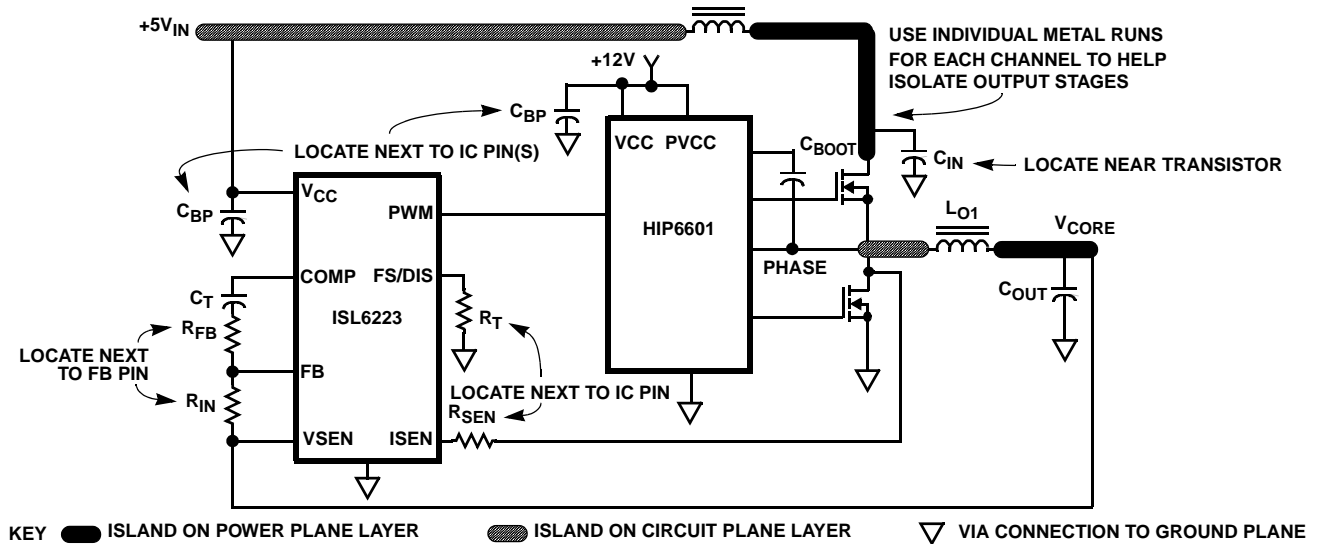 +5VIN
USE INDIVIDUAL METAL RUNS
FOR EACH CHANNEL TO HELP
ISOLATE OUTPUT STAGES
+12V
CBP
VCC PVCC
CBOOT
LOCATE NEXT TO IC PIN(S)
CIN
LOCATE NEAR TRANSISTOR
VCC
CBP
PWM
HIP6601
LO1
VCORE
PHASE
COMP
FS/DIS
CT
ISL6223
RT
COUT
RFB
LOCATE NEXT
TO FB PIN
FB
RIN
LOCATE NEXT TO IC PIN
RSEN
VSEN
ISEN
KEY
ISLAND ON POWER PLANE LAYER
ISLAND ON CIRCUIT PLANE LAYER
VIA CONNECTION TO GROUND PLANE